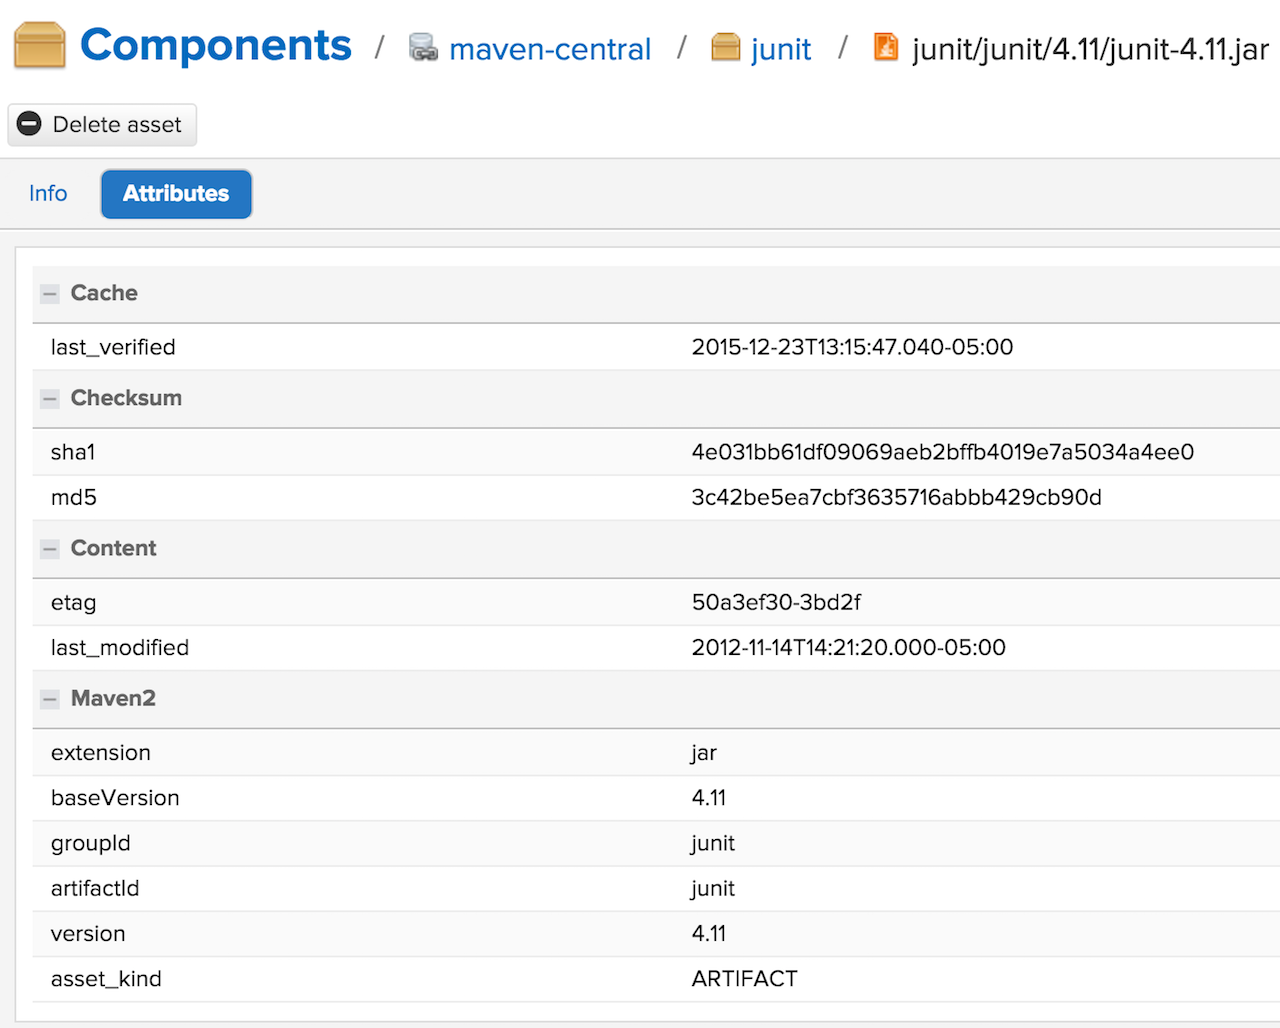 Components / maven-central / junit / junit/junit/4.11/junit-4.11.jar
Delete asset
Info Attributes
Cache
last_verified 2015-12-23T13:15:47.040-05:00
Checksum
sha1 4e031bb61df09069aeb2bffb4019e7a5034a4ee0
md5 3c42be5ea7cbf3635716abbb429cb90d
Content
etag 50a3ef30-3bd2f
last_modified 2012-11-14T14:21:20.000-05:00
Maven2
extension jar
baseVersion 4.11
groupId junit
artifactId junit
version 4.11
asset_kind ARTIFACT